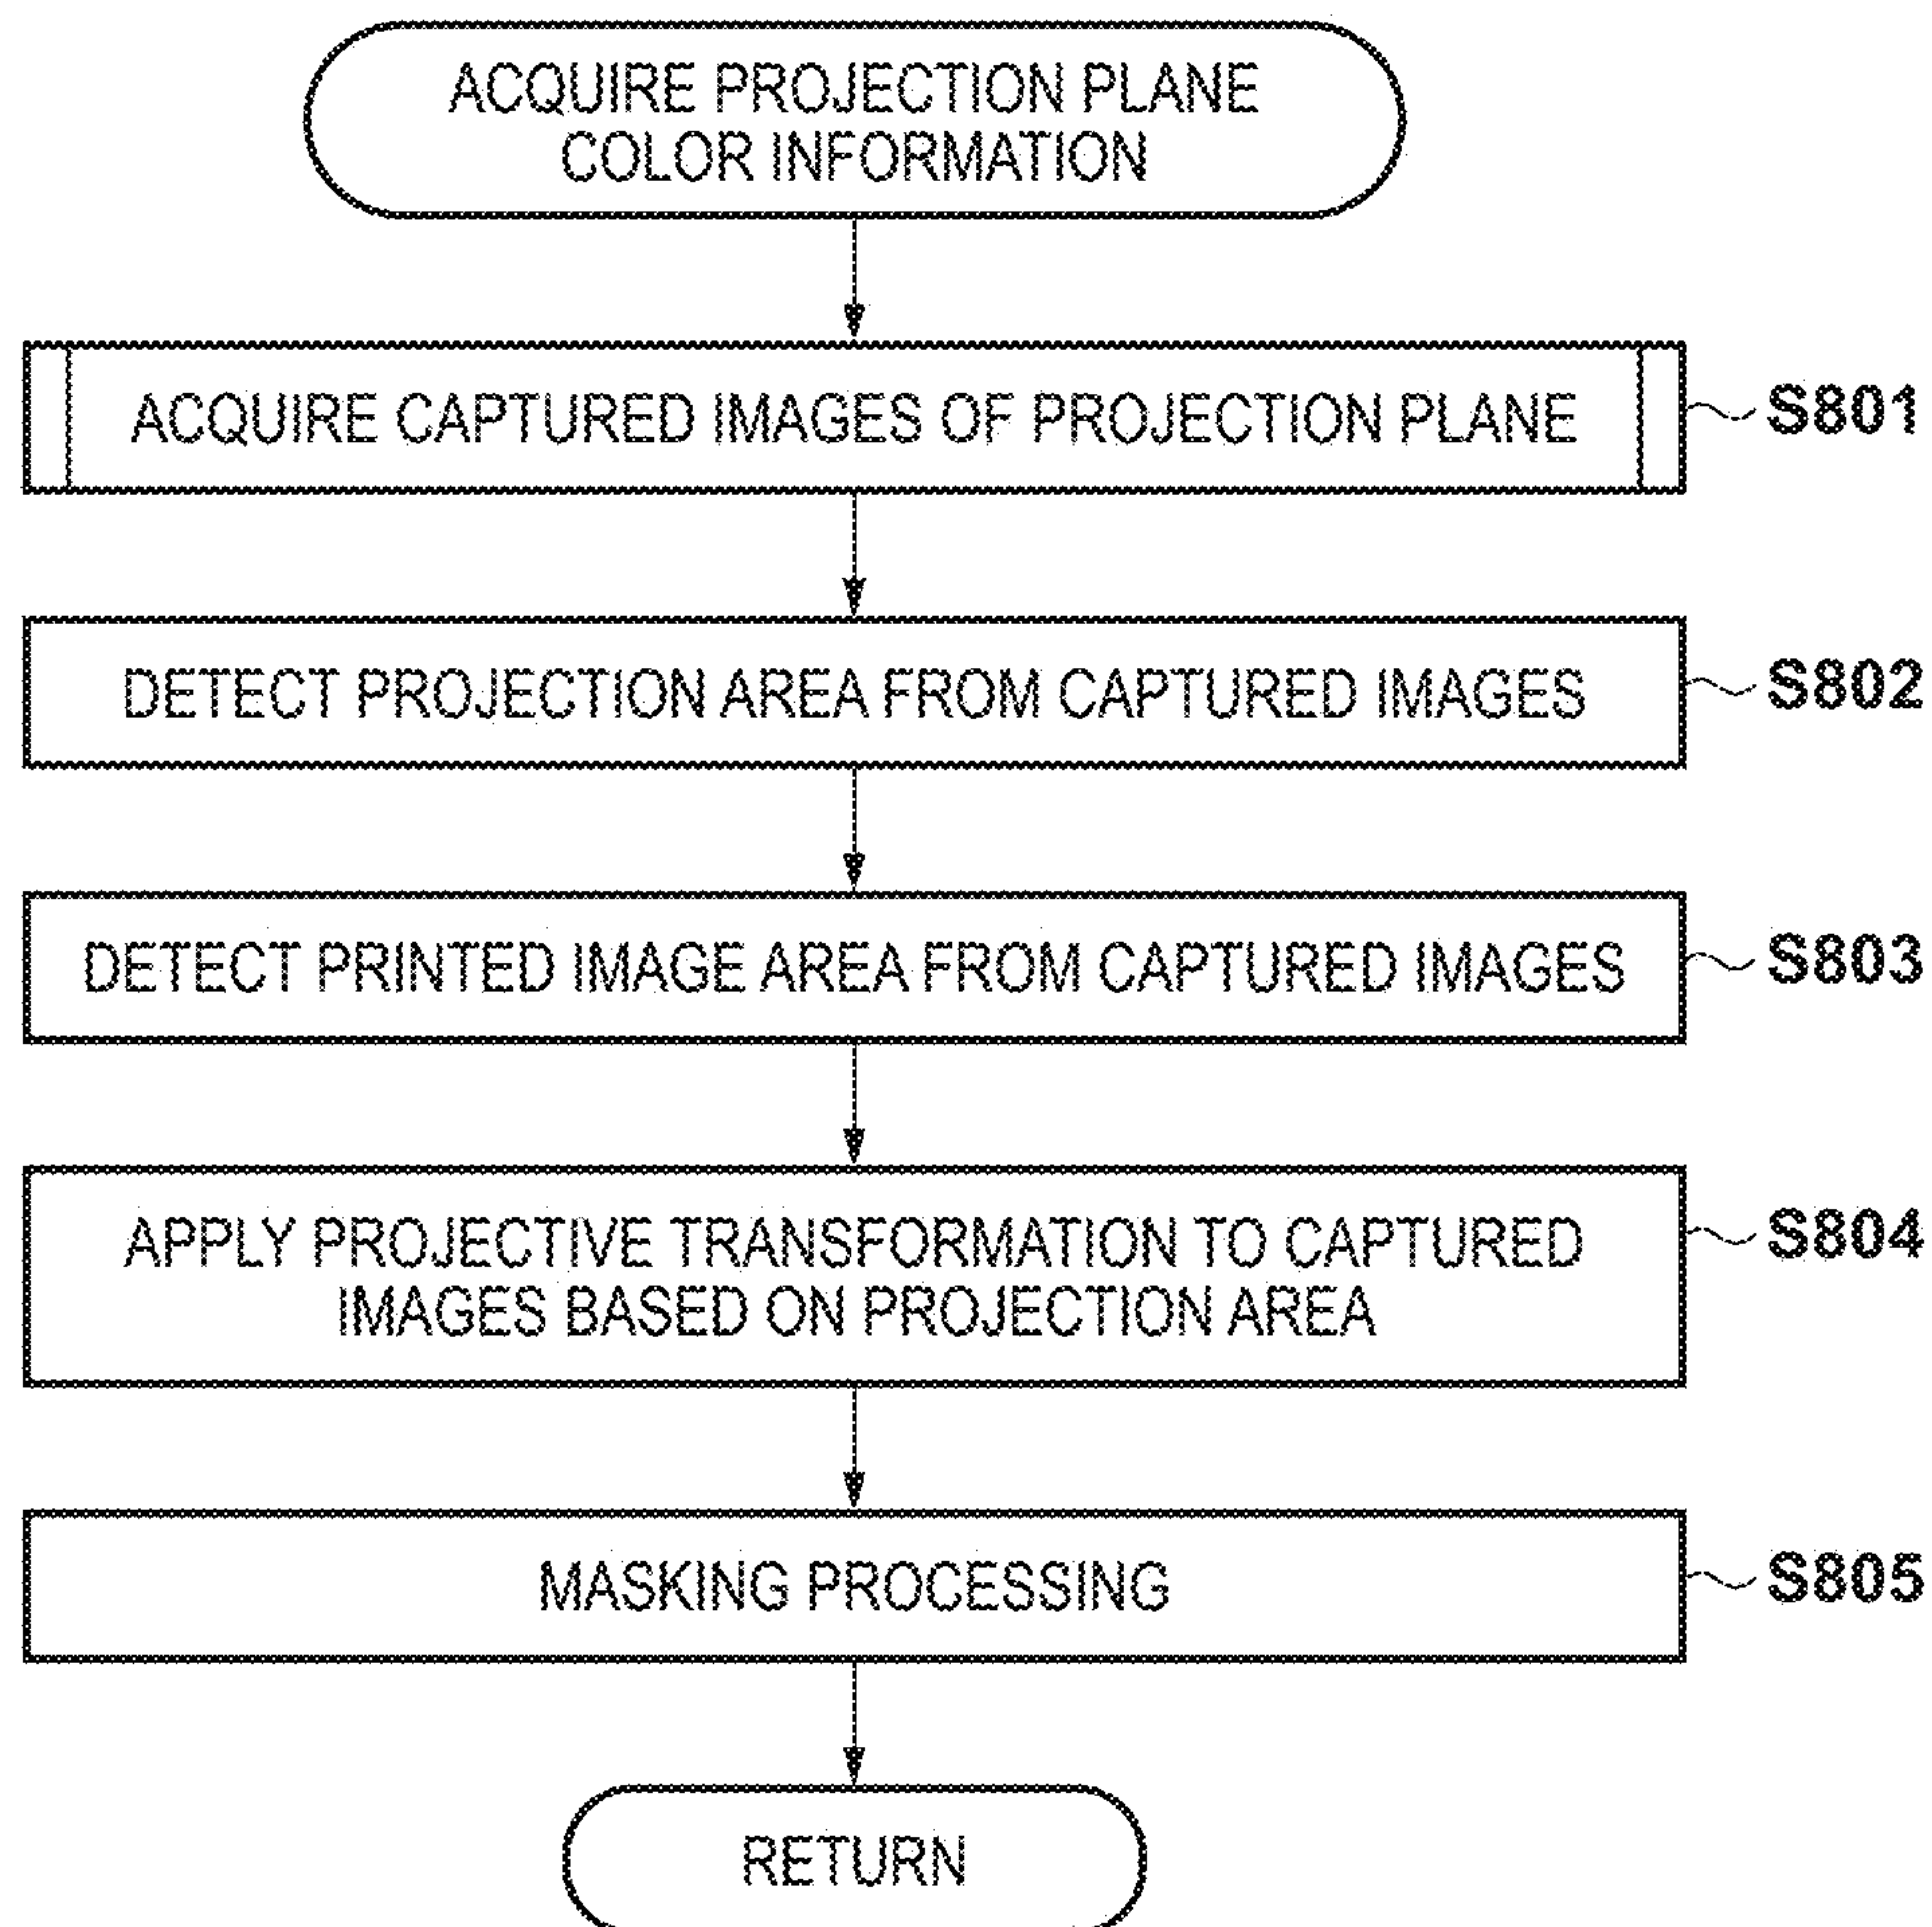 ACQUIRE PROJECTION PLANE
COLOR INFORMATION
ACQUIRE CAPTURED IMAGES OF PROJECTION PLANE
S801
DETECT PROJECTION AREA FROM CAPTURED IMAGES
S802
DETECT PRINTED IMAGE AREA FROM CAPTURED IMAGES
S803
APPLY PROJECTIVE TRANSFORMATION TO CAPTURED
IMAGES BASED ON PROJECTION AREA
S804
MASKING PROCESSING
S805
RETURN